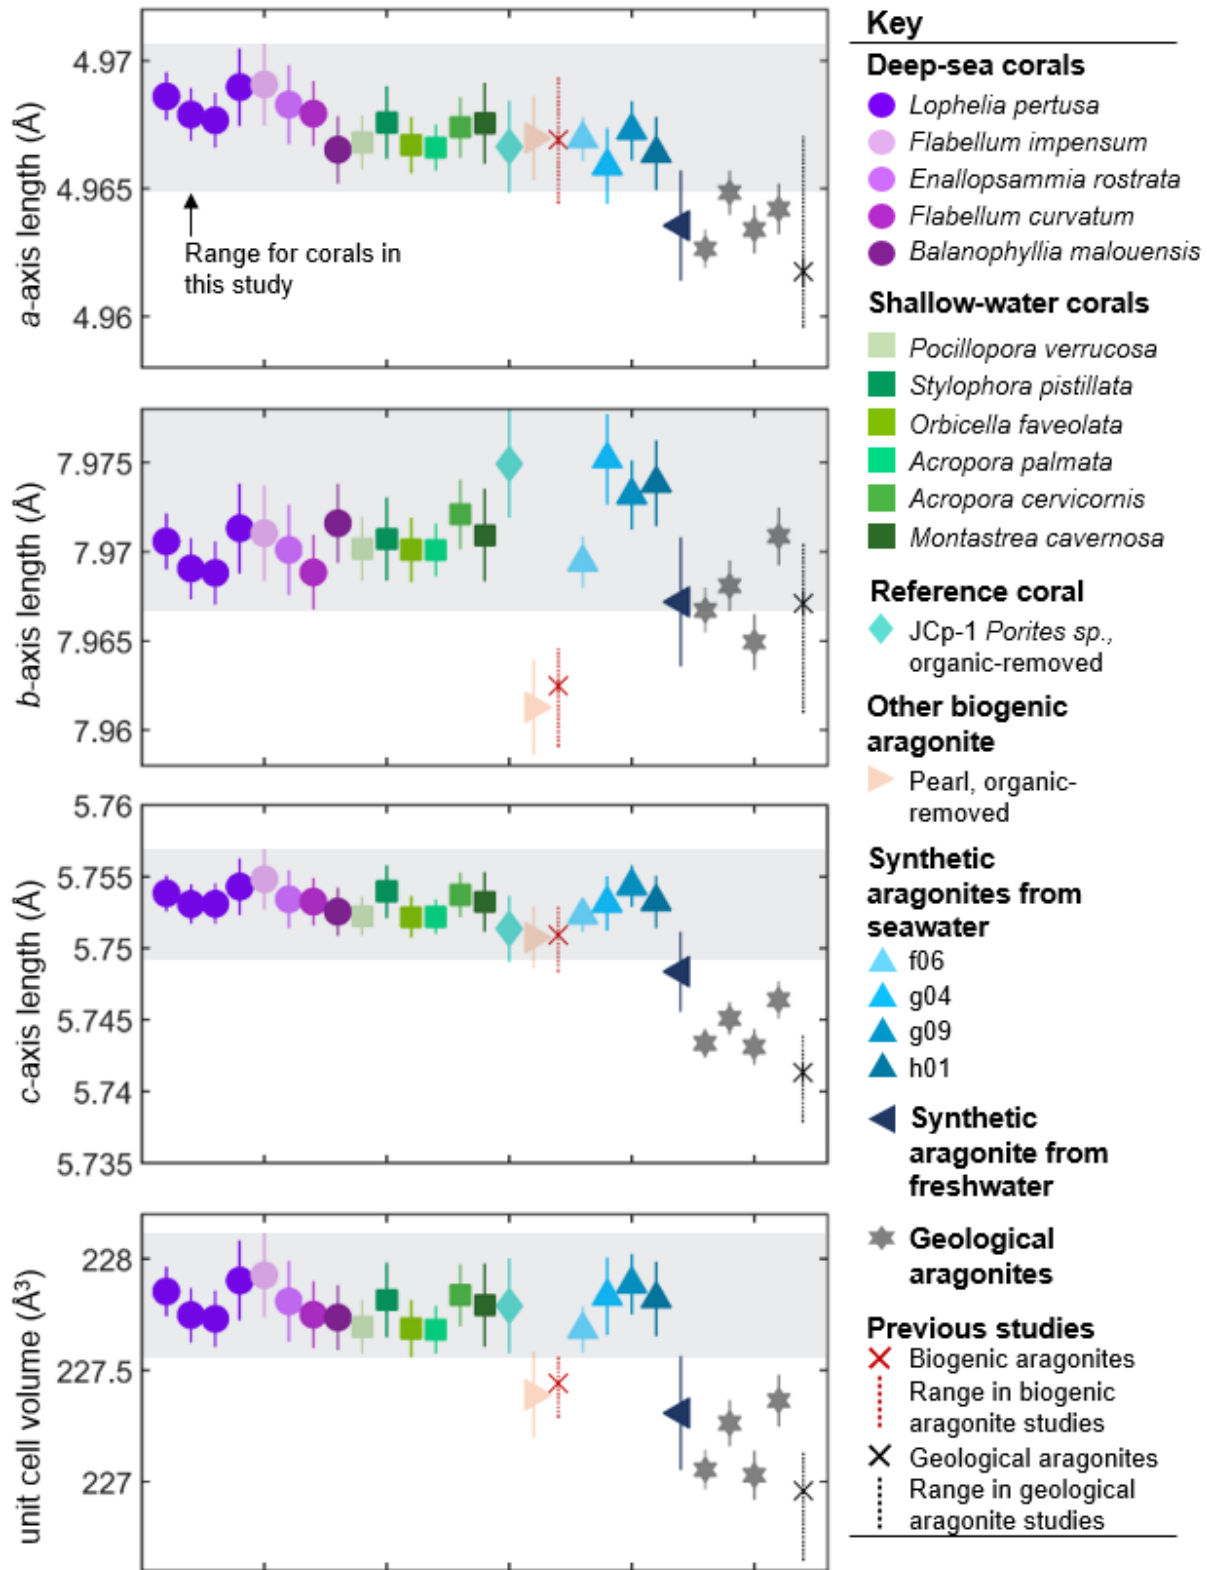 4.97
4.965
4.96
a-axis length (Å)
Range for corals in
this study
7.975
7.97
7.965
7.96
b-axis length (Å)
5.76
5.755
5.75
5.745
5.74
5.735
c-axis length (Å)
228
227.5
227
unit cell volume (Å³)
Key
Deep-sea corals
Lophelia pertusa
Flabellum impensum
Enallopsammia rostrata
Flabellum curvatum
Balanophyllia malouensis
Shallow-water corals
Pocillopora verrucosa
Stylophora pistillata
Orbicella faveolata
Acropora palmata
Acropora cervicornis
Montastrea cavernosa
Reference coral
JCp-1 Porites sp.,
organic-removed
Other biogenic
aragonite
Pearl, organic-
removed
Synthetic
aragonites from
seawater
f06
g04
g09
h01
Synthetic
aragonite from
freshwater
Geological
aragonites
Previous studies
Biogenic aragonites
Range in biogenic
aragonite studies
Geological aragonites
Range in geological
aragonite studies